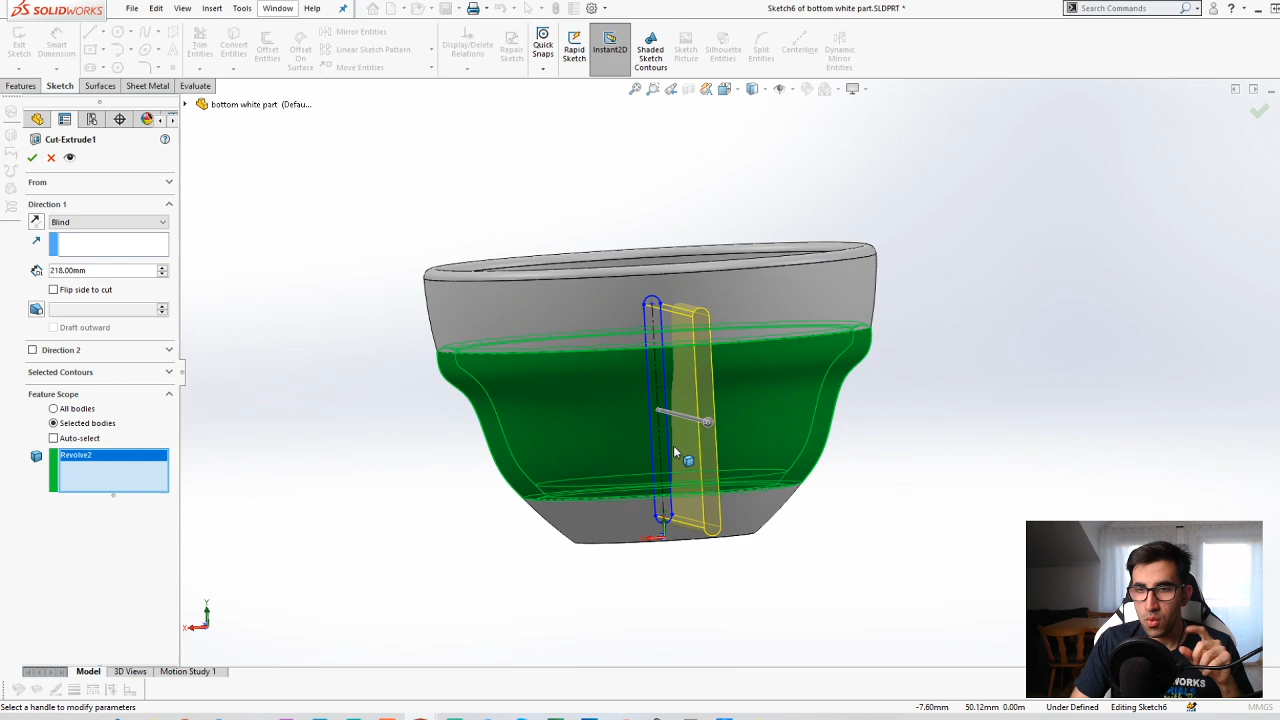 SOLIDWORKS File Edit View Insert Tools Window Help Sketch6 of bottom white part.SLDPRT * Search Commands ?
Exit Sketch Smart Dimension Trim Entities Convert Entities Offset Entities Offset On Surface Mirror Entities Linear Sketch Pattern Move Entities Display/Delete Relations Repair Sketch Quick Snaps Rapid Sketch Instant2D Shaded Sketch Contours Sketch Picture Silhouette Entities Split Entities Centerline Dynamic Mirror Entities
Features Sketch Surfaces Sheet Metal Evaluate
bottom white part (Defau...
Cut-Extrude1
From
Direction 1
Blind
218.00mm
Flip side to cut
Draft outward
Direction 2
Selected Contours
Feature Scope
All bodies
Selected bodies
Auto-select
Revolve2
Y
X
WORKS
Model 3D Views Motion Study 1
Select a handle to modify parameters -7.60mm 50.12mm 0.00m Under Defined Editing Sketch6 MMGS